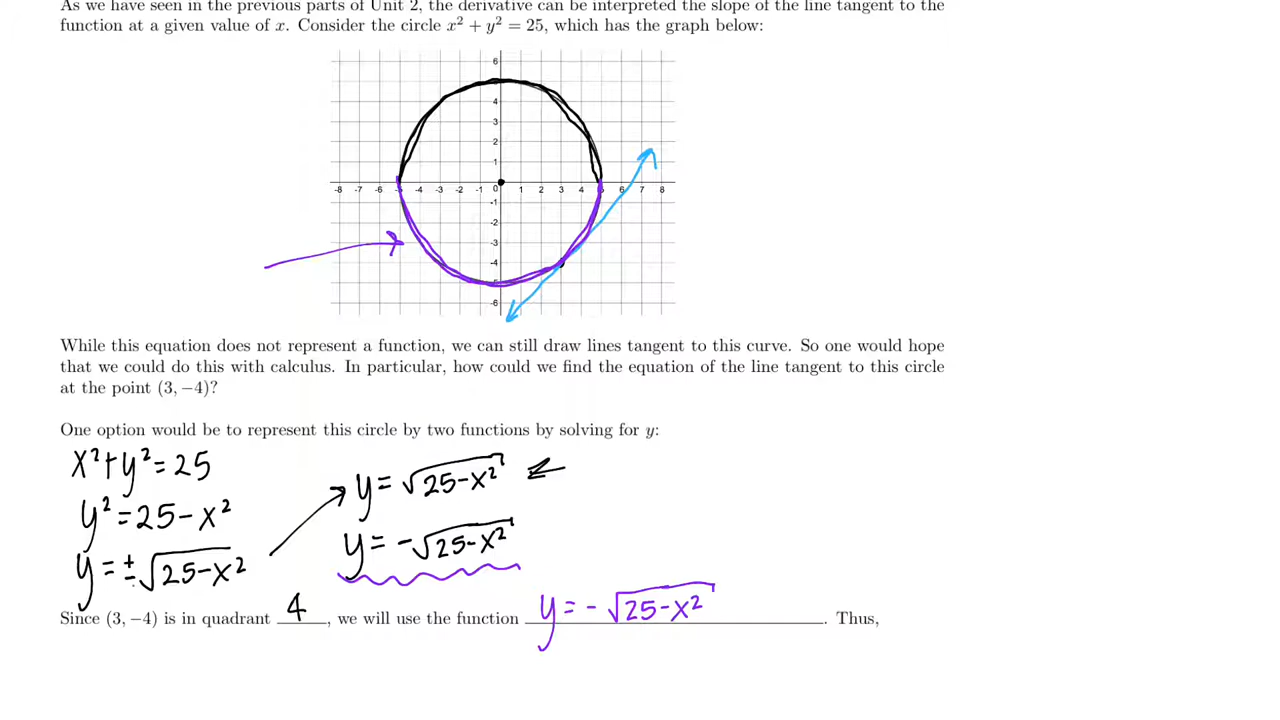 As we have seen in the previous parts of Unit 2, the derivative can be interpreted the slope of the line tangent to the
function at a given value of x. Consider the circle x² + y² = 25, which has the graph below:
6
4
3
2
1
-8 -7 -6 -4 -3 -2 -1 0 1 2 3 4 6 7 8
-1
-2
-3
-4
-6
While this equation does not represent a function, we can still draw lines tangent to this curve. So one would hope
that we could do this with calculus. In particular, how could we find the equation of the line tangent to this circle
at the point (3, −4)?
One option would be to represent this circle by two functions by solving for y:
x²+y²=25
y²=25-x²
y=±√25-x²
y=√25-x²
y=-√25-x²
Since (3, −4) is in quadrant 4, we will use the function y=-√25-x². Thus,